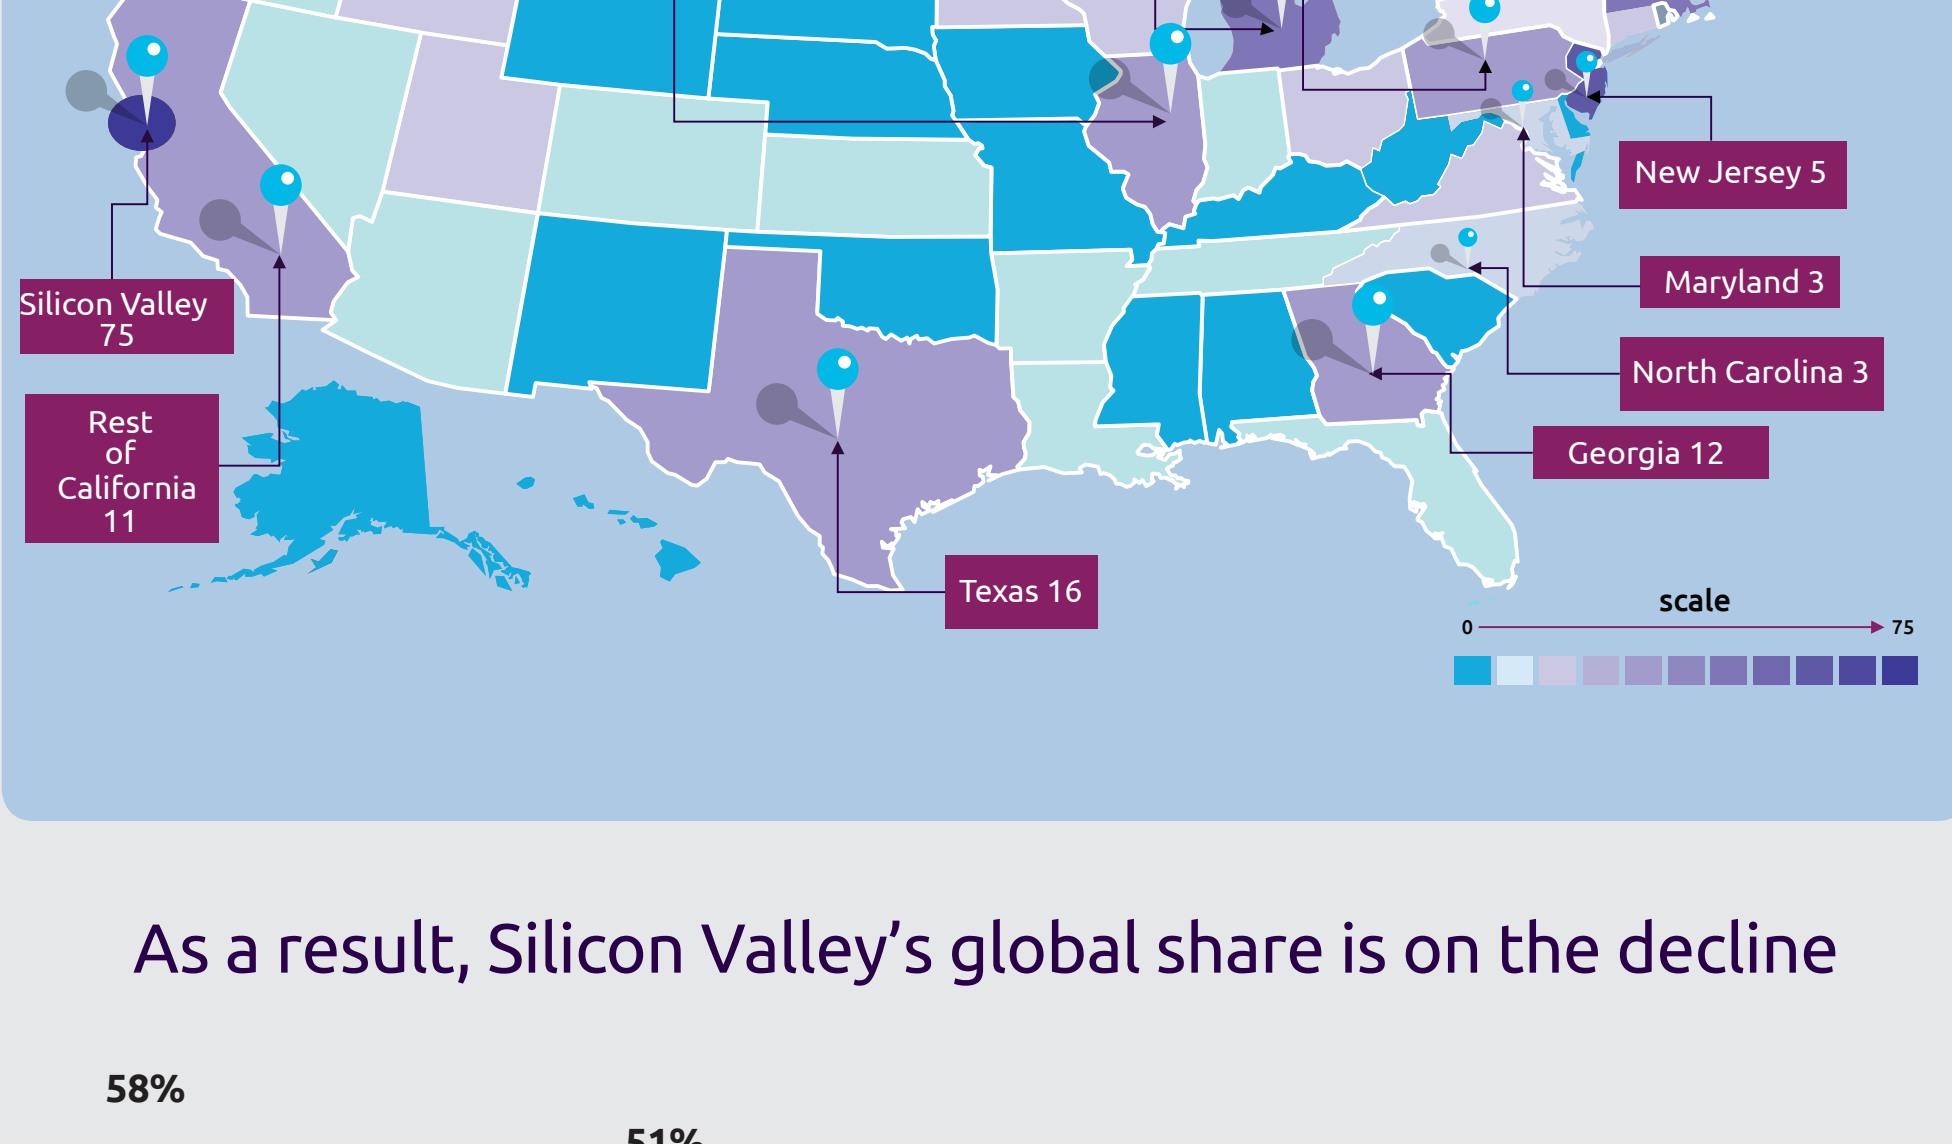 New Jersey 5
Maryland 3
Silicon Valley
75
North Carolina 3
Rest
of
California
11
Georgia 12
Texas 16
scale
0
75
As a result, Silicon Valley’s global share is on the decline
58%
51%